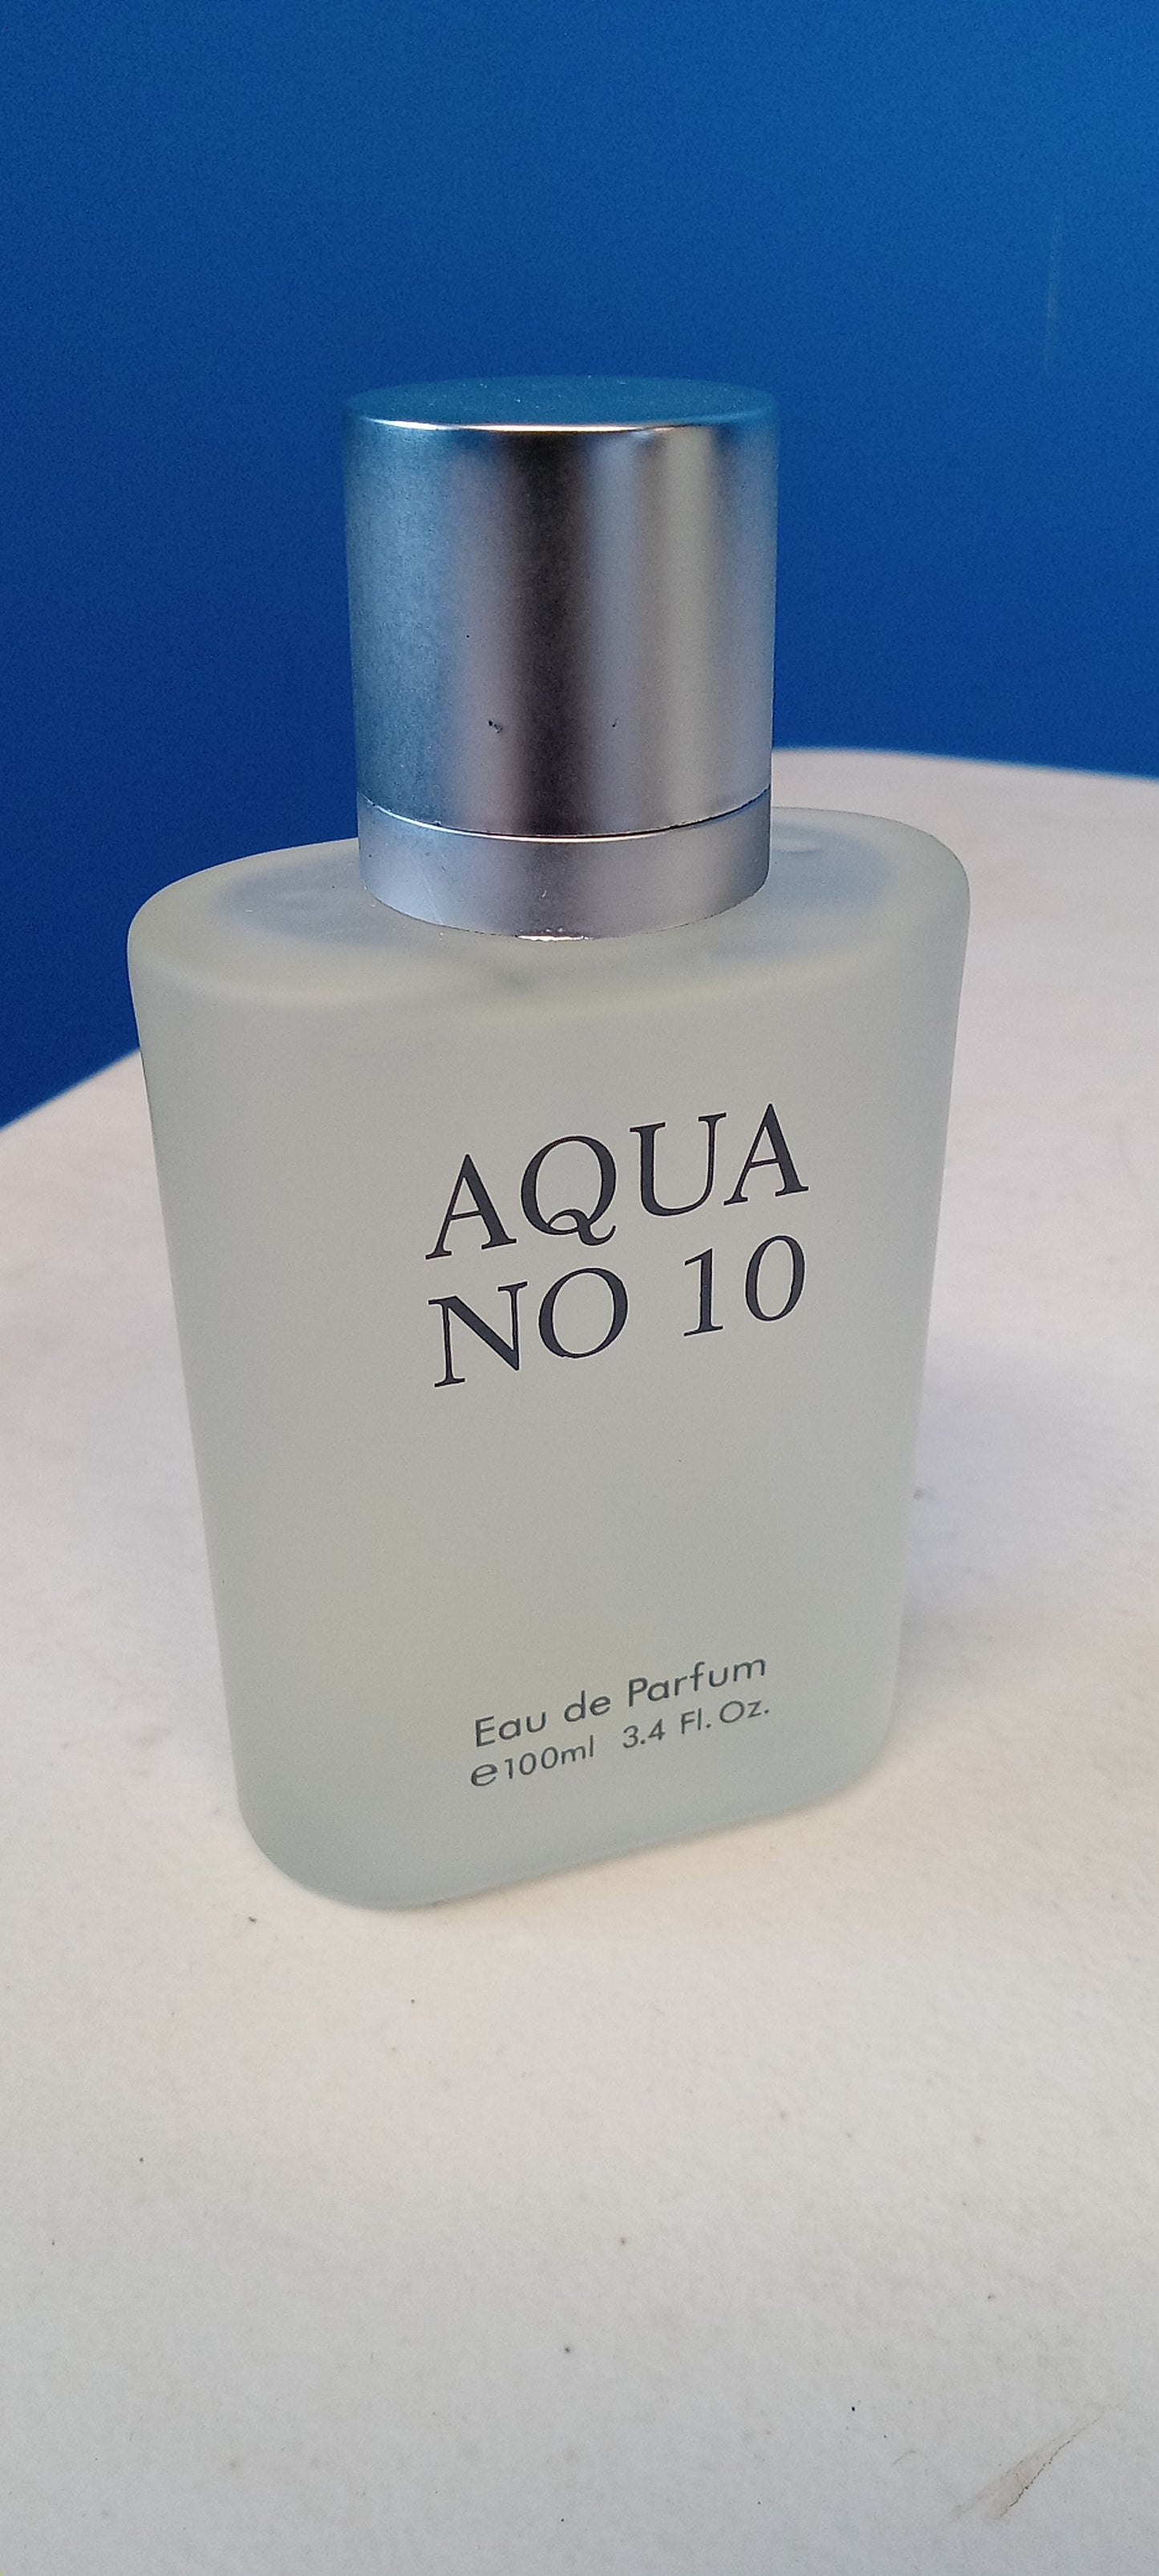 AQUA
NO 10
Eau de Parfum
℮100ml 3.4 Fl. Oz.